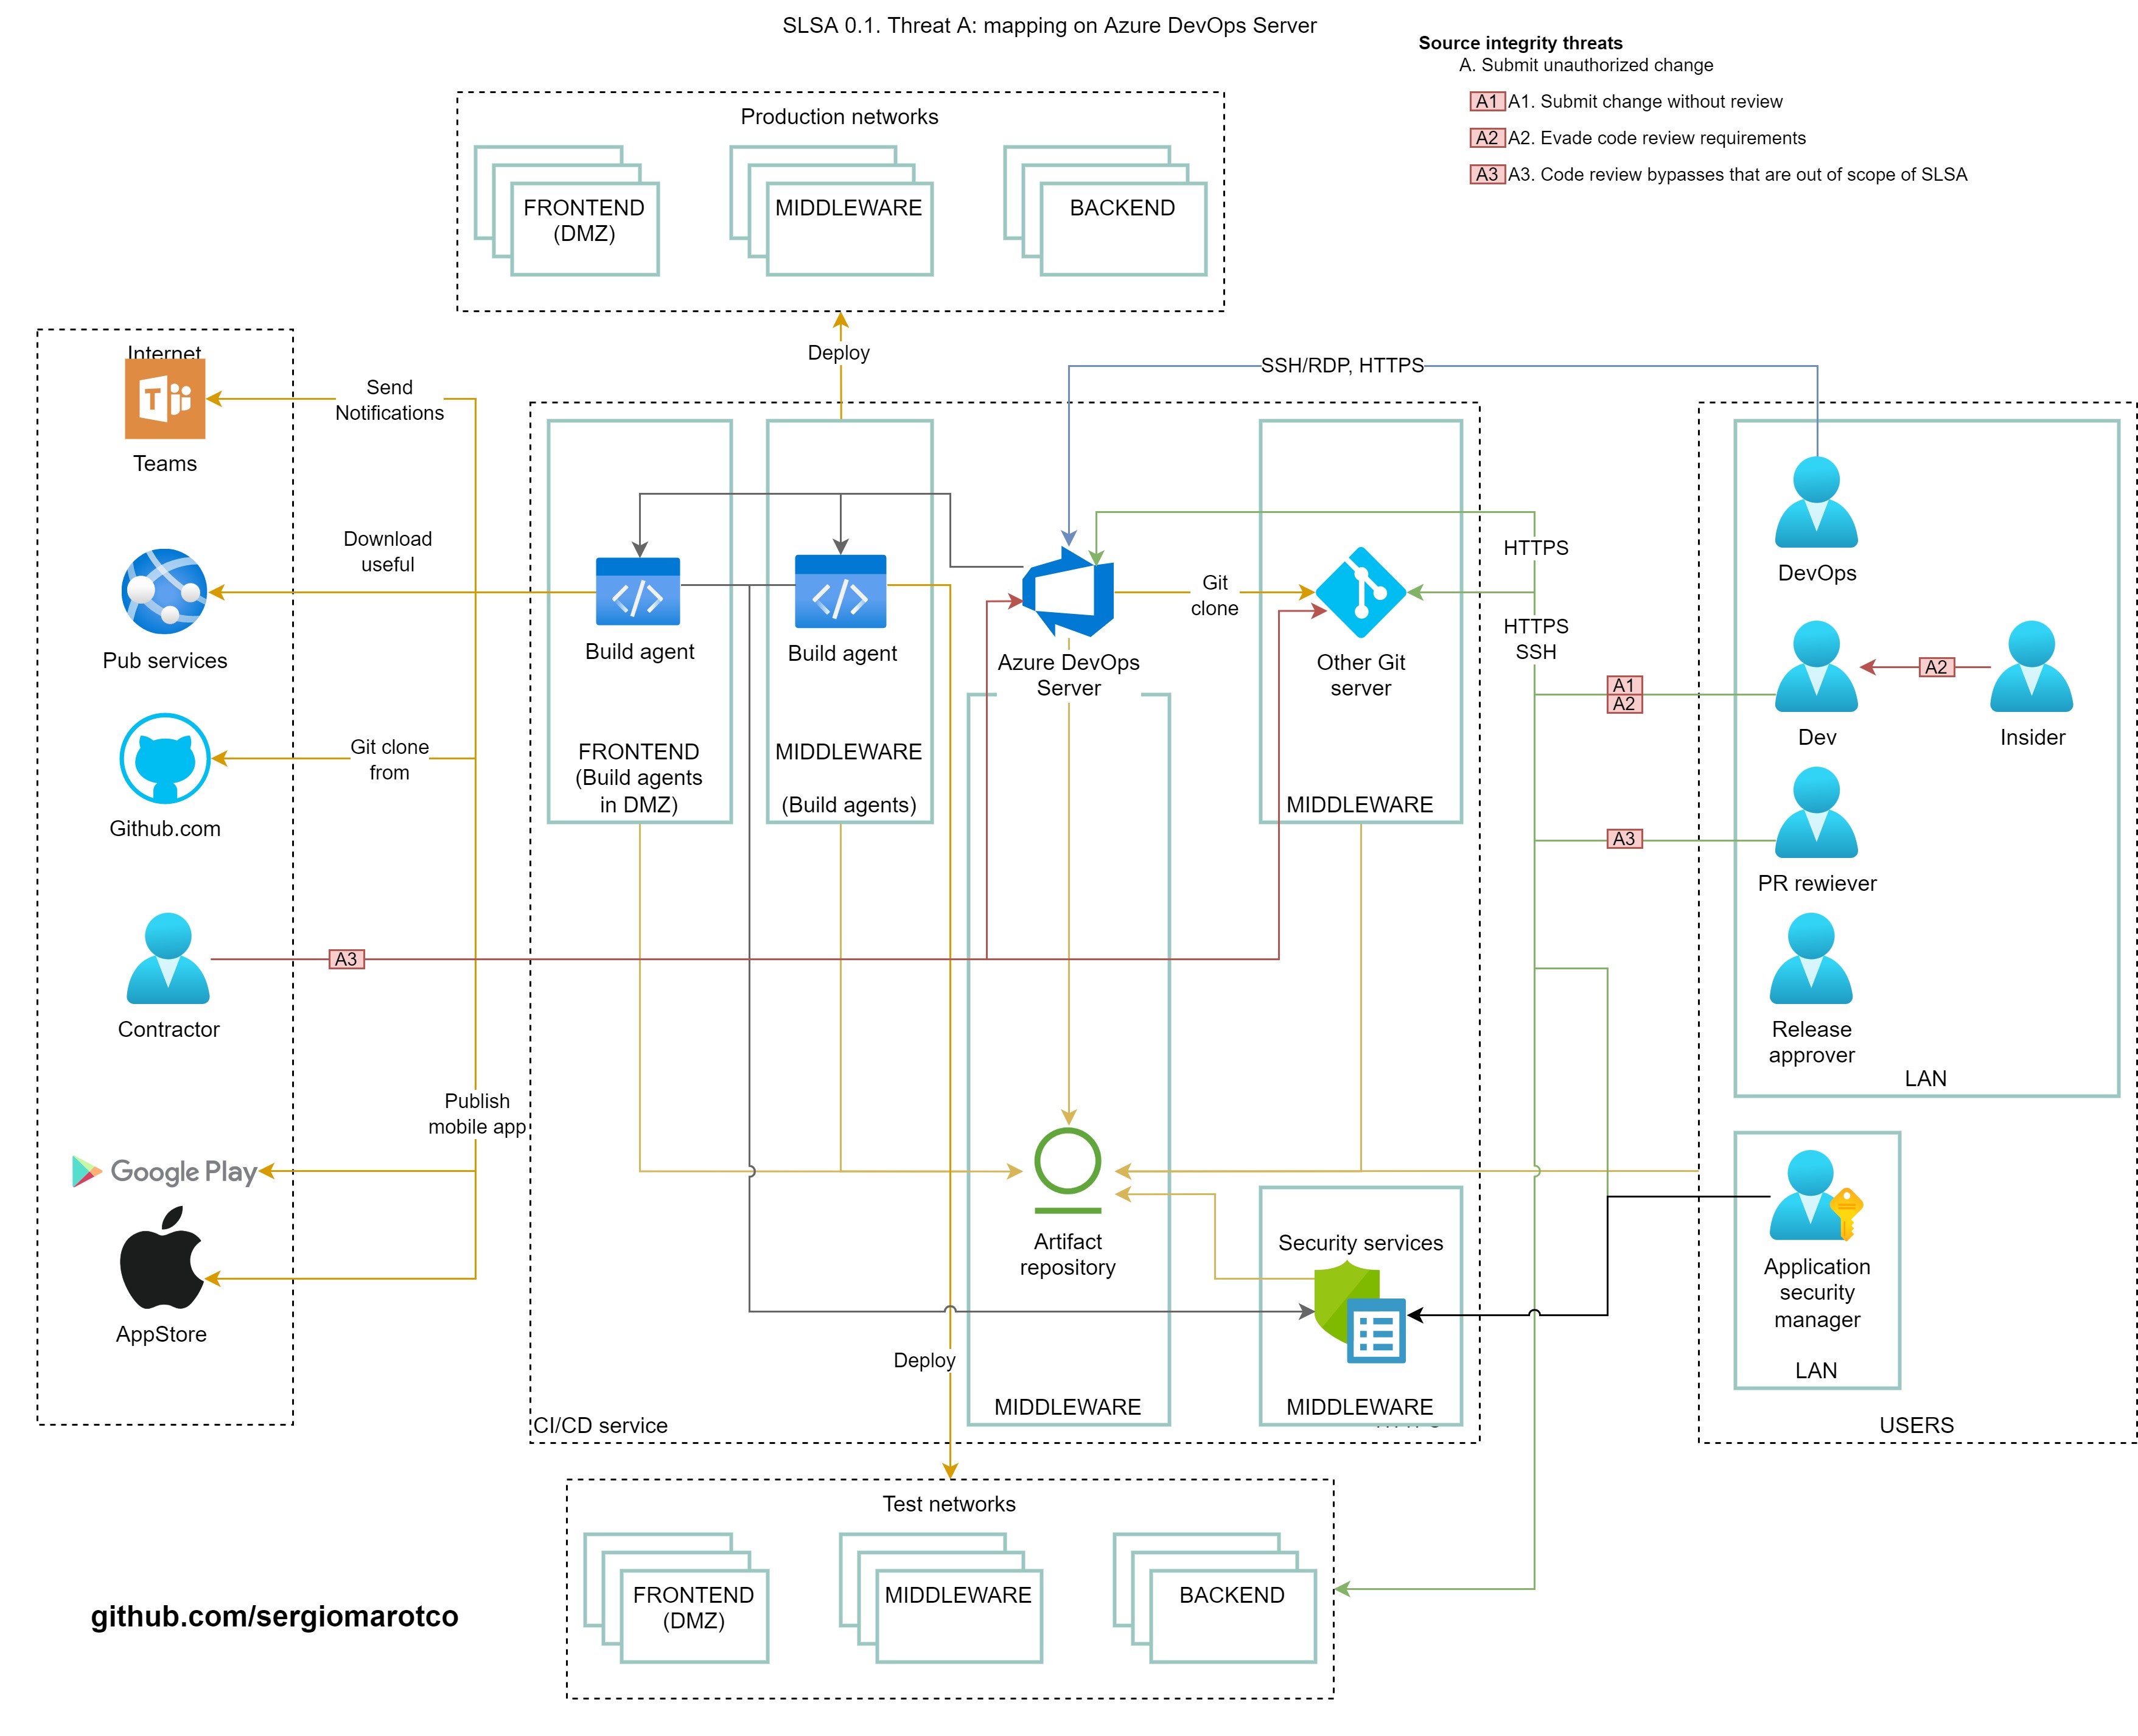 SLSA 0.1. Threat A: mapping on Azure DevOps Server
Source integrity threats
A. Submit unauthorized change
A1 A1. Submit change without review
A2 A2. Evade code review requirements
A3 A3. Code review bypasses that are out of scope of SLSA
Production networks
FRONTEND
(DMZ)
MIDDLEWARE
BACKEND
Deploy
SSH/RDP, HTTPS
Internet
Teams
Send
Notifications
Download
useful
Pub services
Git clone
from
Github.com
A3
Contractor
Publish
mobile app
Google Play
AppStore
Build agent
FRONTEND
(Build agents
in DMZ)
Build agent
MIDDLEWARE
(Build agents)
Azure DevOps
Server
Git
clone
Other Git
server
MIDDLEWARE
HTTPS
HTTPS
SSH
Artifact
repository
MIDDLEWARE
Security services
MIDDLEWARE
Deploy
CI/CD service
DevOps
A1
A2
Dev
A2
Insider
A3
PR rewiever
Release
approver
LAN
Application
security
manager
LAN
USERS
Test networks
FRONTEND
(DMZ)
MIDDLEWARE
BACKEND
github.com/sergiomarotco